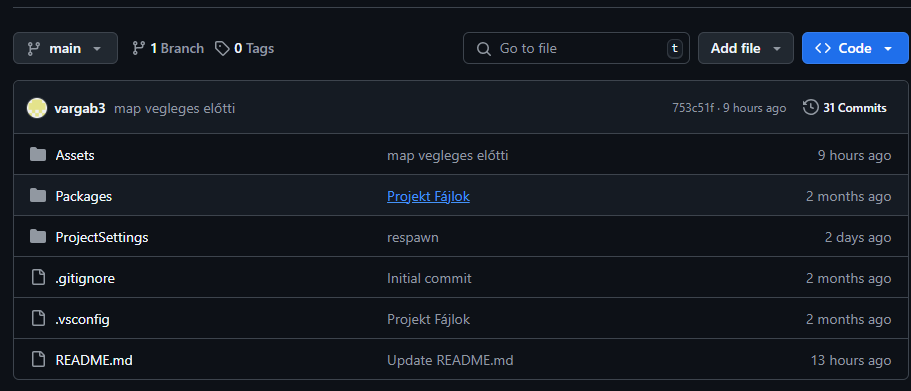 main 1 Branch 0 Tags Go to file t Add file Code
vargab3 map vegleges előtti 753c51f · 9 hours ago 31 Commits
Assets map vegleges előtti 9 hours ago
Packages Projekt Fájlok 2 months ago
ProjectSettings respawn 2 days ago
.gitignore Initial commit 2 months ago
.vsconfig Projekt Fájlok 2 months ago
README.md Update README.md 13 hours ago